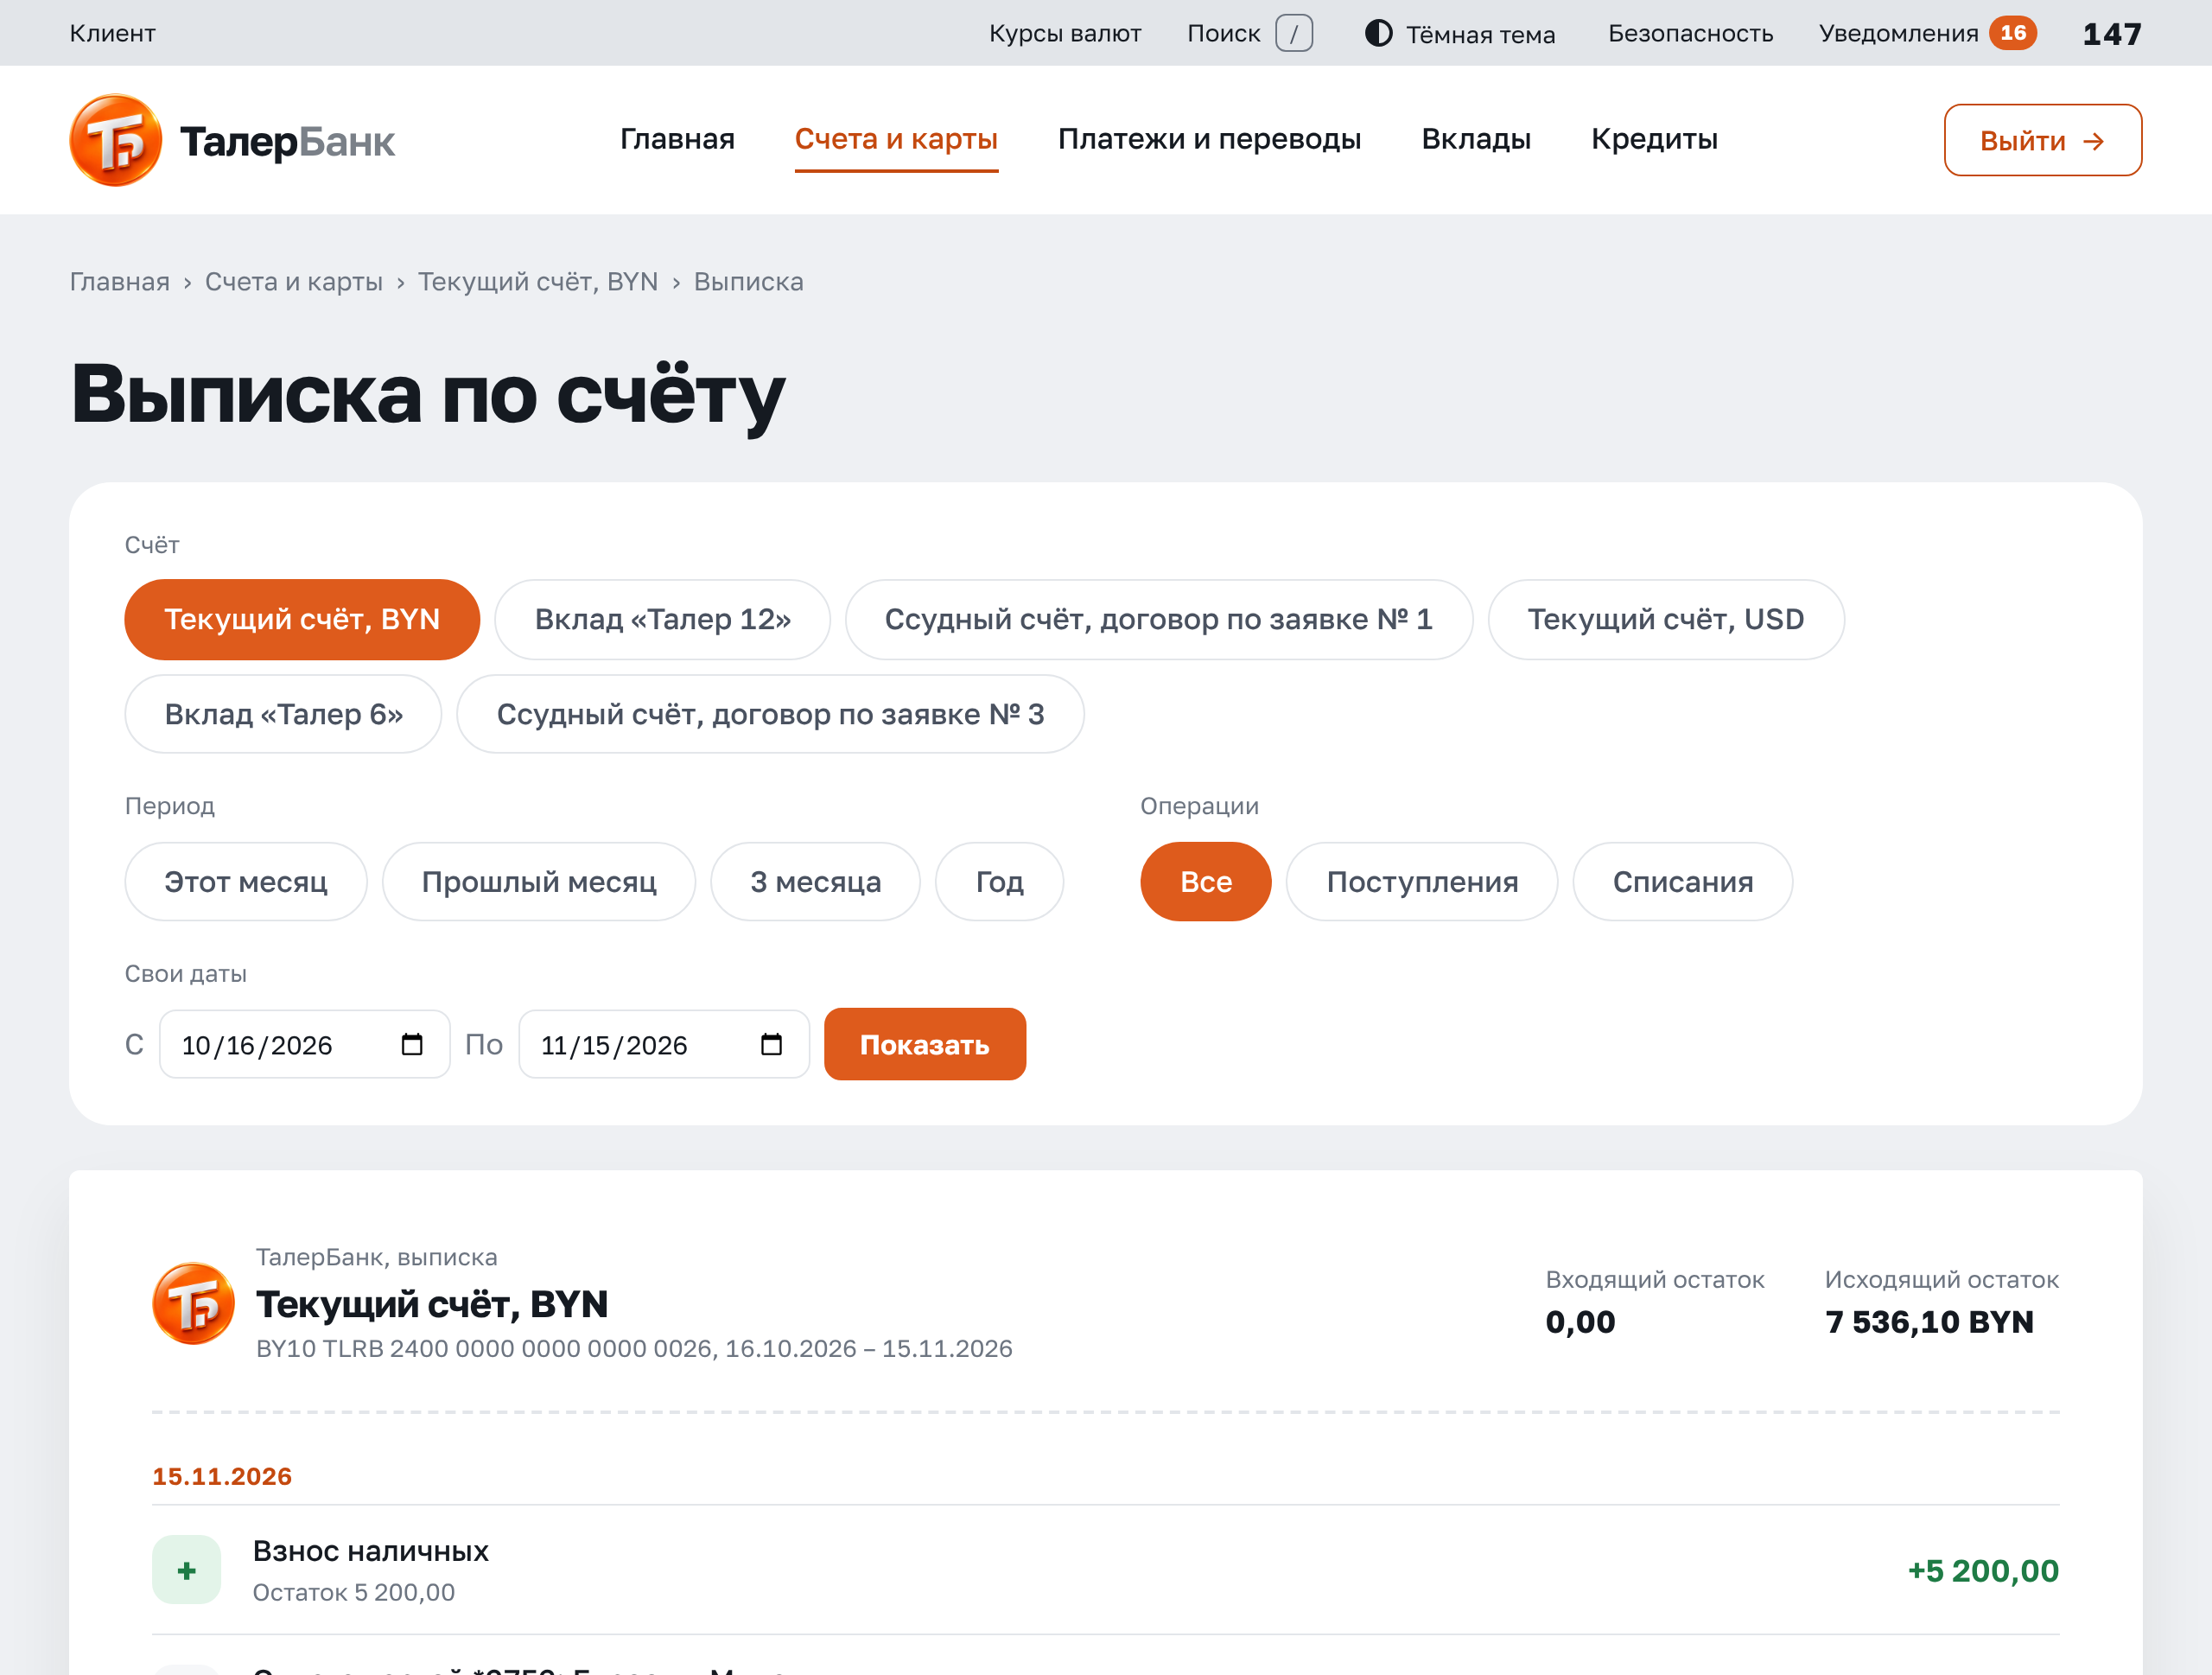 Клиент
Курсы валют
Поиск /
Тёмная тема
Безопасность
Уведомления 16
147
ТалерБанк
Главная
Счета и карты
Платежи и переводы
Вклады
Кредиты
Выйти →
Главная › Счета и карты › Текущий счёт, BYN › Выписка
Выписка по счёту
Счёт
Текущий счёт, BYN
Вклад «Талер 12»
Ссудный счёт, договор по заявке № 1
Текущий счёт, USD
Вклад «Талер 6»
Ссудный счёт, договор по заявке № 3
Период
Этот месяц
Прошлый месяц
3 месяца
Год
Операции
Все
Поступления
Списания
Свои даты
С 10/16/2026 По 11/15/2026 Показать
ТалерБанк, выписка
Текущий счёт, BYN
BY10 TLRB 2400 0000 0000 0000 0026, 16.10.2026 – 15.11.2026
Входящий остаток
0,00
Исходящий остаток
7 536,10 BYN
15.11.2026
+ Взнос наличных
Остаток 5 200,00
+5 200,00